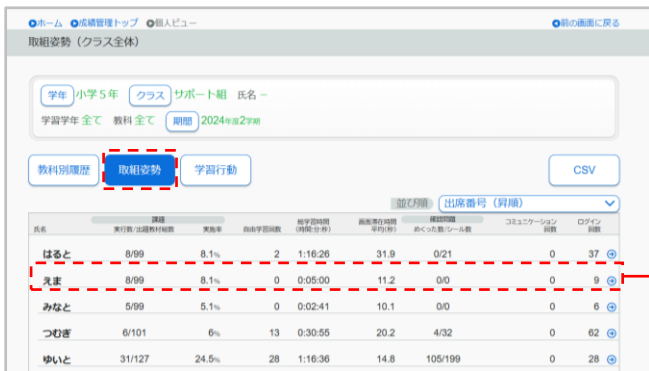 ホーム 成績管理トップ 個人ビュー 前の画面に戻る
取組姿勢（クラス全体）
学年 小学5年 クラス サポート組 氏名 −
学習学年 全て 教科 全て 期間 2024年度2学期
教科別履歴 取組姿勢 学習行動 CSV
並び順 出席番号（昇順）
課題 総学習時間 画面滞在時間 確認問題 コミュニケーション ログイン
氏名 実行数/出題教材総数 実施率 自由学習回数 (時間:分:秒) 平均(秒) めくった数/シール数 回数 回数
はると 8/99 8.1% 2 1:16:26 31.9 0/21 0 37
えま 8/99 8.1% 0 0:05:00 11.2 0/0 0 9
みなと 5/99 5.1% 0 0:02:41 10.1 0/0 0 6
つむぎ 6/101 6% 13 0:30:55 20.2 4/32 0 62
ゆいと 31/127 24.5% 28 1:16:36 14.8 105/199 0 28